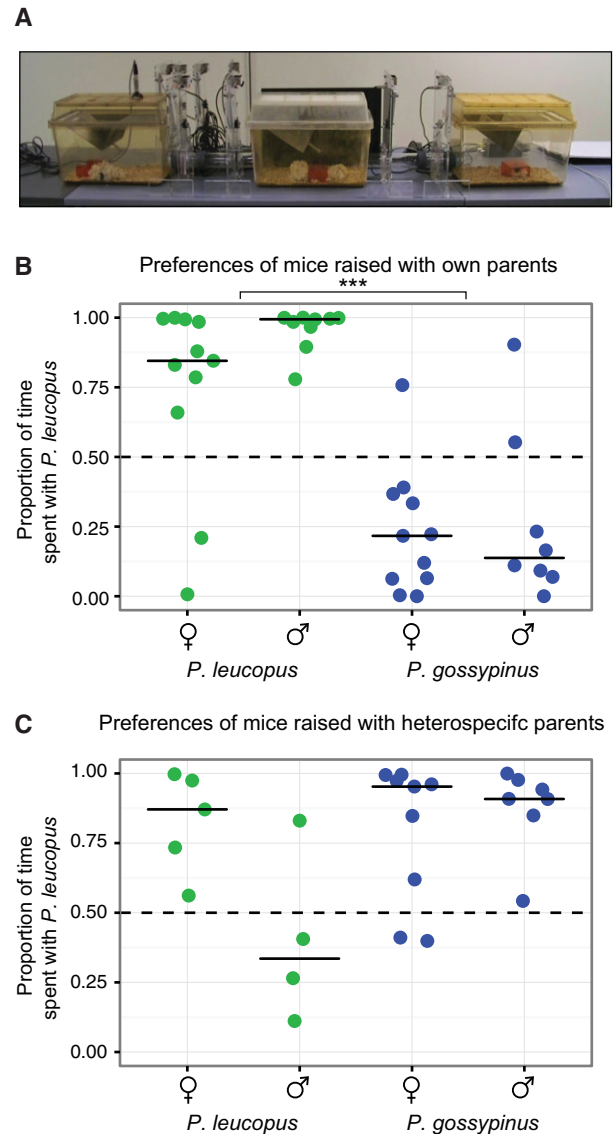 A
B
Preferences of mice raised with own parents
***
Proportion of time
spent with P. leucopus
1.00
0.75
0.50
0.25
0.00
♀ ♂ ♀ ♂
P. leucopus P. gossypinus
C
Preferences of mice raised with heterospecifc parents
Proportion of time
spent with P. leucopus
1.00
0.75
0.50
0.25
0.00
♀ ♂ ♀ ♂
P. leucopus P. gossypinus